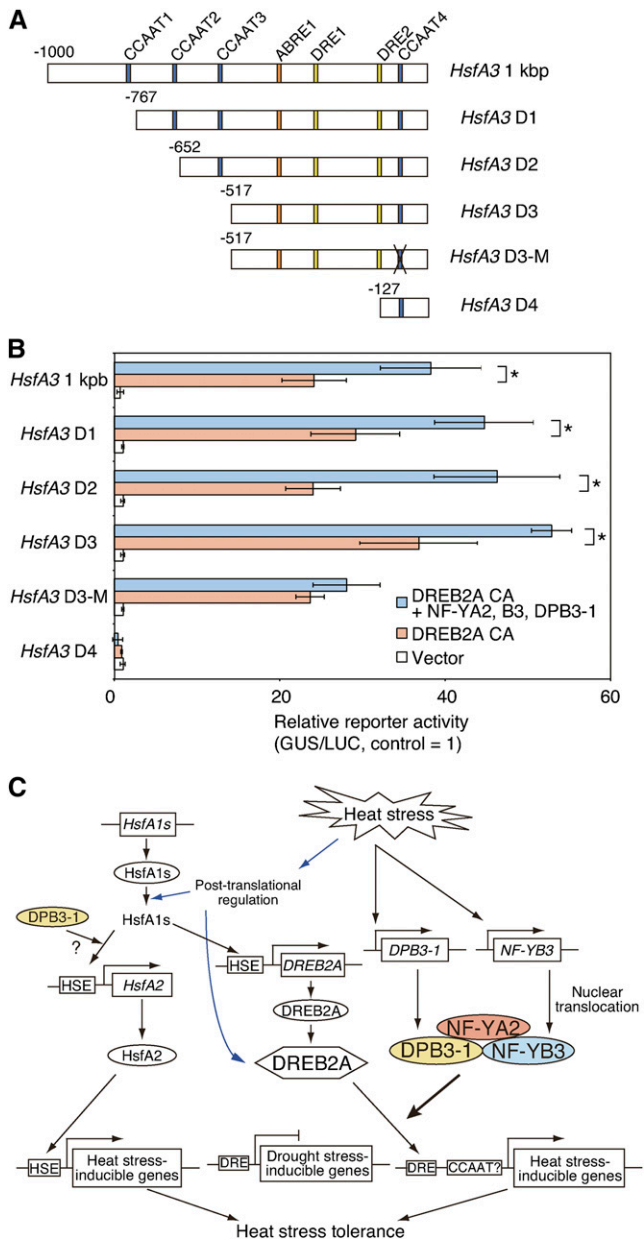 A
-1000
CCAAT1
CCAAT2
CCAAT3
ABRE1
DRE1
DRE2
CCAAT4
HsfA3 1 kbp
-767
HsfA3 D1
-652
HsfA3 D2
-517
HsfA3 D3
-517
HsfA3 D3-M
-127
HsfA3 D4
B
HsfA3 1 kpb
*
HsfA3 D1
*
HsfA3 D2
*
HsfA3 D3
*
HsfA3 D3-M
HsfA3 D4
DREB2A CA
+ NF-YA2, B3, DPB3-1
DREB2A CA
Vector
0
20
40
60
Relative reporter activity
(GUS/LUC, control = 1)
C
HsfA1s
Heat stress
HsfA1s
Post-translational
regulation
DPB3-1
HsfA1s
?
HSE
HsfA2
HSE
DREB2A
DPB3-1
NF-YB3
DREB2A
Nuclear
translocation
HsfA2
DREB2A
NF-YA2
DPB3-1
NF-YB3
HSE
Heat stress-
inducible genes
DRE
Drought stress-
inducible genes
DRE
CCAAT?
Heat stress-
inducible genes
Heat stress tolerance